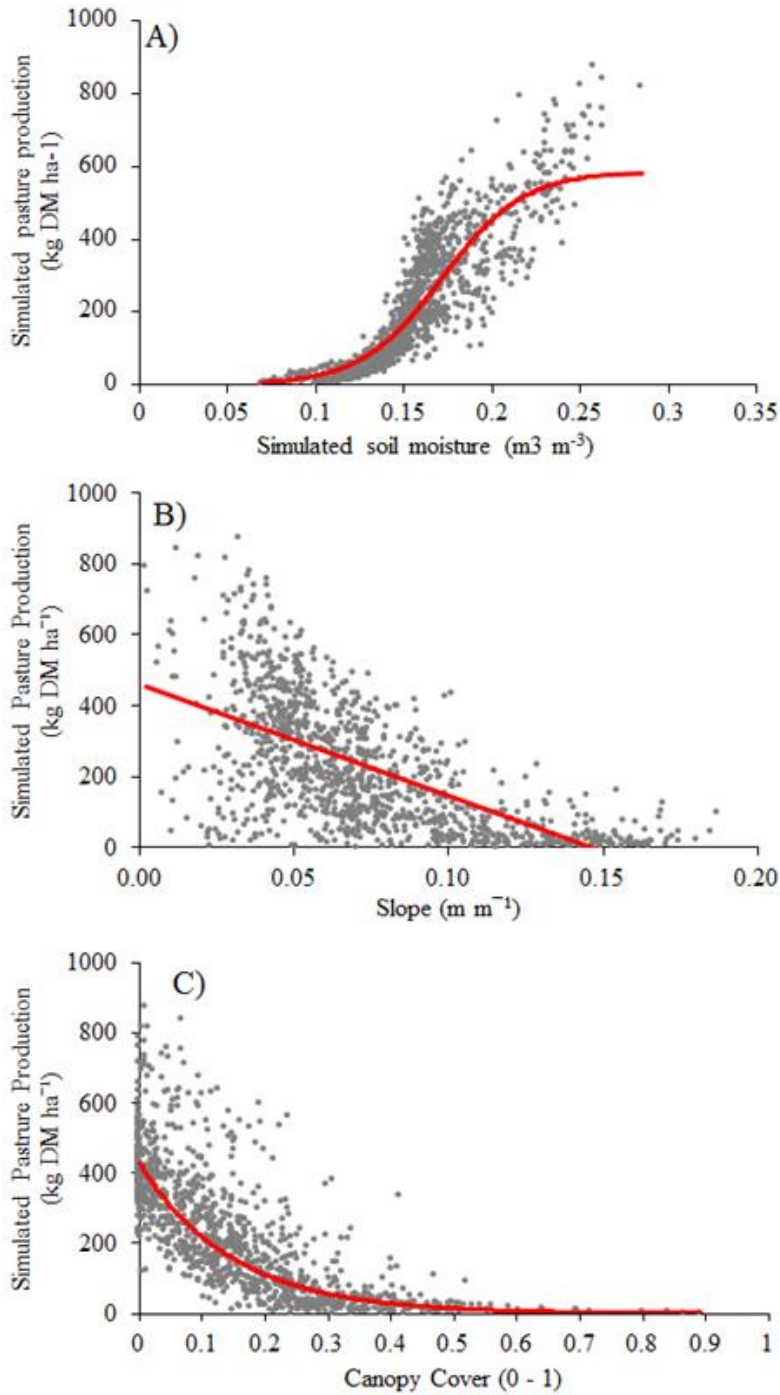 A)
Simulated pasture production
(kg DM ha-1)
1000
800
600
400
200
0
0 0.05 0.1 0.15 0.2 0.25 0.3 0.35
Simulated soil moisture (m3 m⁻³)
B)
Simulated Pasture Production
(kg DM ha⁻¹)
1000
800
600
400
200
0
0.00 0.05 0.10 0.15 0.20
Slope (m m⁻¹)
C)
Simulated Pastrure Production
(kg DM ha⁻¹)
1000
800
600
400
200
0
0 0.1 0.2 0.3 0.4 0.5 0.6 0.7 0.8 0.9 1
Canopy Cover (0 - 1)